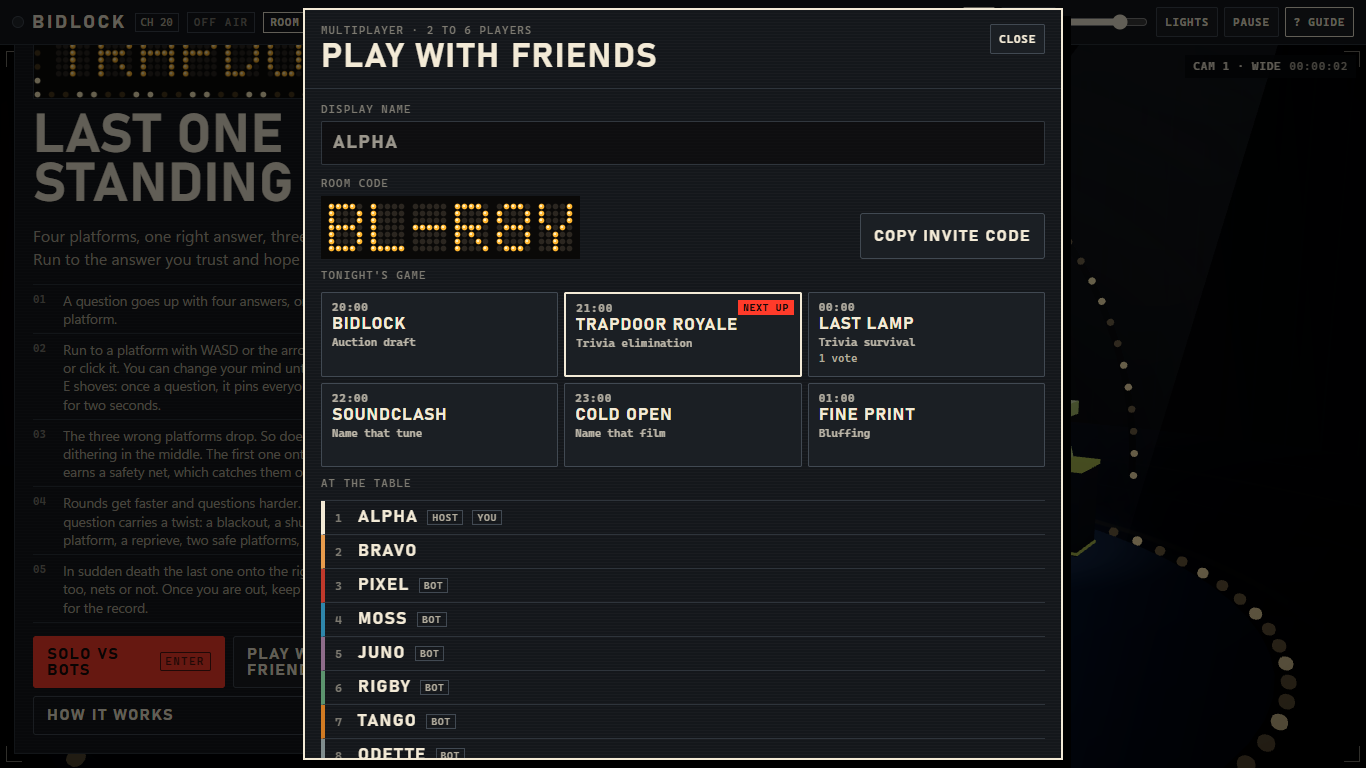 BIDLOCK CH 20 OFF AIR ROOM
LIGHTS PAUSE ? GUIDE
CAM 1 · WIDE 00:00:02
LAST ONE
STANDING
Four platforms, one right answer, three
Run to the answer you trust and hope
01 A question goes up with four answers,
platform.
02 Run to a platform with WASD or the
or click it. You can change your mind
E shoves: once a question, it pins
for two seconds.
03 The three wrong platforms drop. So
dithering in the middle. The first one
earns a safety net, which catches them
04 Rounds get faster and questions harder.
question carries a twist: a blackout, a
platform, a reprieve, two safe platforms,
05 In sudden death the last one onto the
too, nets or not. Once you are out, keep
for the record.
SOLO VS
BOTS ENTER
PLAY
HOW IT WORKS
MULTIPLAYER · 2 TO 6 PLAYERS
PLAY WITH FRIENDS
CLOSE
DISPLAY NAME
ALPHA
ROOM CODE
BL-R3Y
COPY INVITE CODE
TONIGHT'S GAME
20:00
BIDLOCK
Auction draft
21:00 NEXT UP
TRAPDOOR ROYALE
Trivia elimination
00:00
LAST LAMP
Trivia survival
1 vote
22:00
SOUNDCLASH
Name that tune
23:00
COLD OPEN
Name that film
01:00
FINE PRINT
Bluffing
AT THE TABLE
1 ALPHA HOST YOU
2 BRAVO
3 PIXEL BOT
4 MOSS BOT
5 JUNO BOT
6 RIGBY BOT
7 TANGO BOT
8 ODETTE BOT